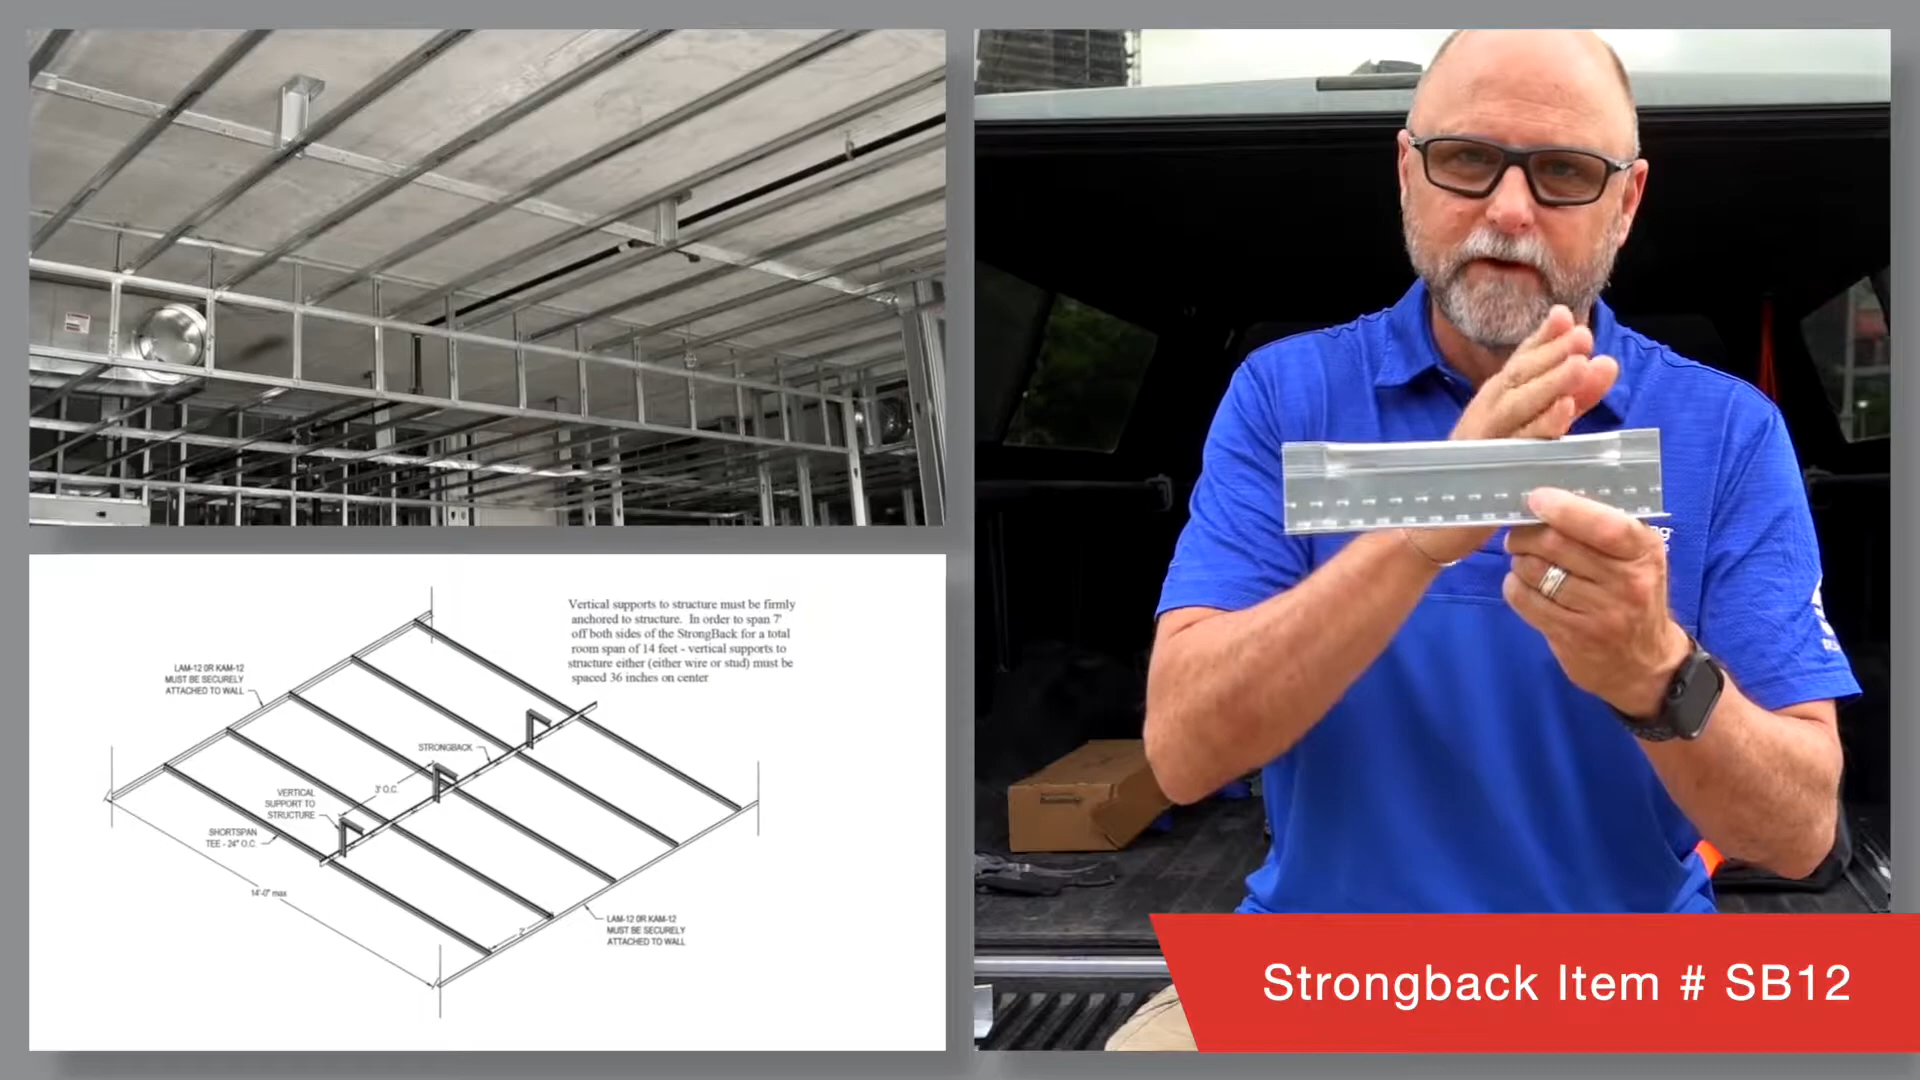 Vertical supports to structure must be firmly
anchored to structure. In order to span 7'
off both sides of the StrongBack for a total
room span of 14 feet - vertical supports to
structure either (either wire or stud) must be
spaced 36 inches on center
LAM-12 OR KAM-12
MUST BE SECURELY
ATTACHED TO WALL
STRONGBACK
3' O.C.
VERTICAL
SUPPORT TO
STRUCTURE
SHORTSPAN
TEE - 24" O.C.
14'-0" max
2'
LAM-12 OR KAM-12
MUST BE SECURELY
ATTACHED TO WALL
Strongback Item # SB12